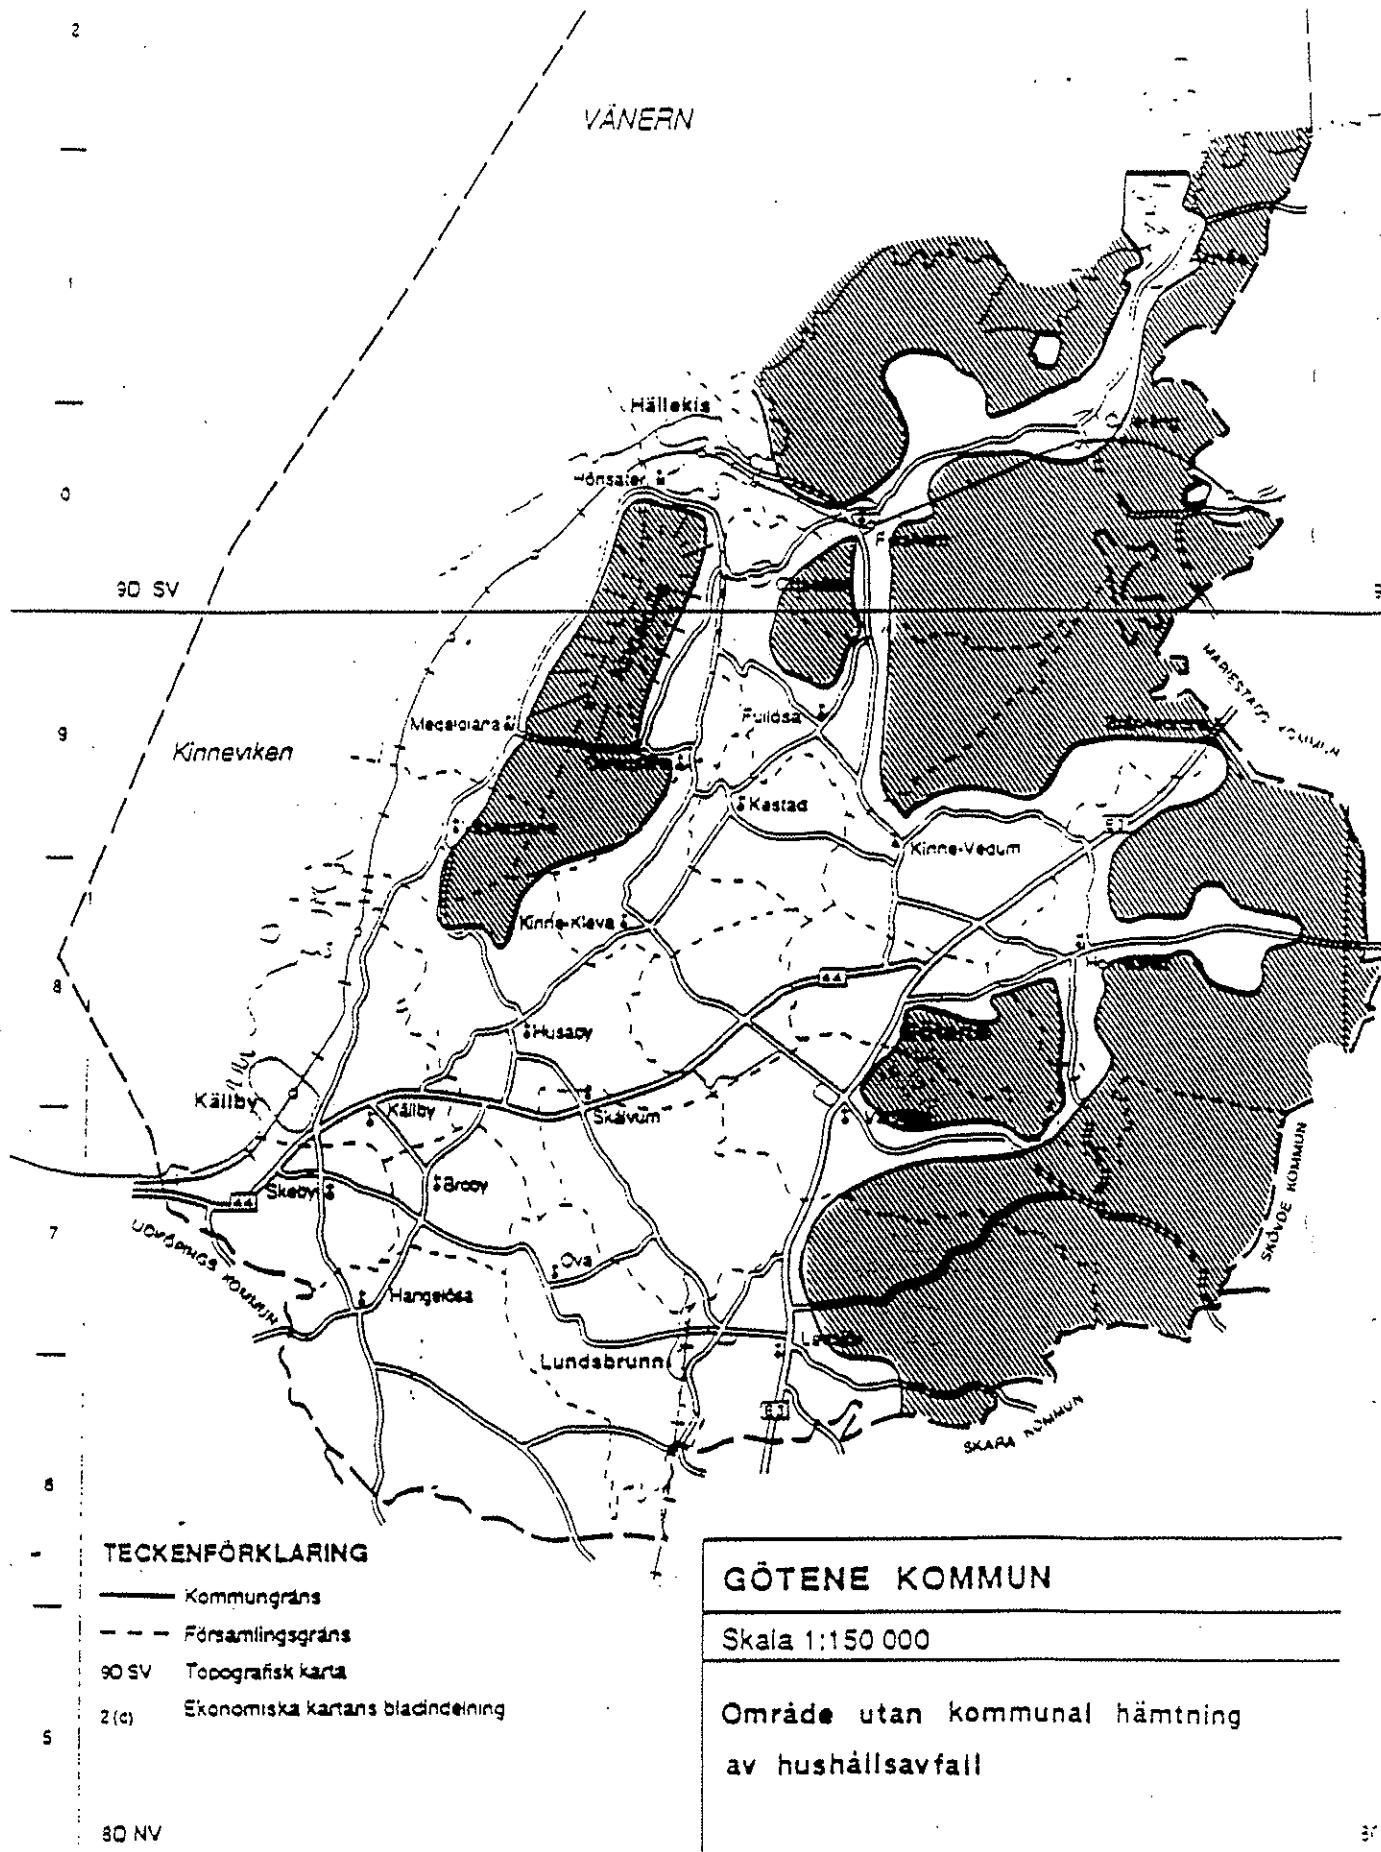 2
VÄNERN
1
Hällekis
0
Hönsäter
90 SV
MARIESTADS KOMMUN
Fullösa
9
Kinneviken
Kestad
Kinne-Vedum
E3
Kinne-Kleva
44
8
Husaby
Källby
Källby
Skälvum
Skeby
Broby
44
SKÖVDE KOMMUN
7
LIDKÖPINGS KOMMUN
Ova
Hangelösa
Lundsbrunn
E3
SKARA KOMMUN
6
TECKENFÖRKLARING
Kommungräns
Församlingsgräns
90 SV Topografisk karta
2(c) Ekonomiska kartans bladindelning
5
80 NV
GÖTENE KOMMUN
Skala 1:150 000
Område utan kommunal hämtning
av hushållsavfall